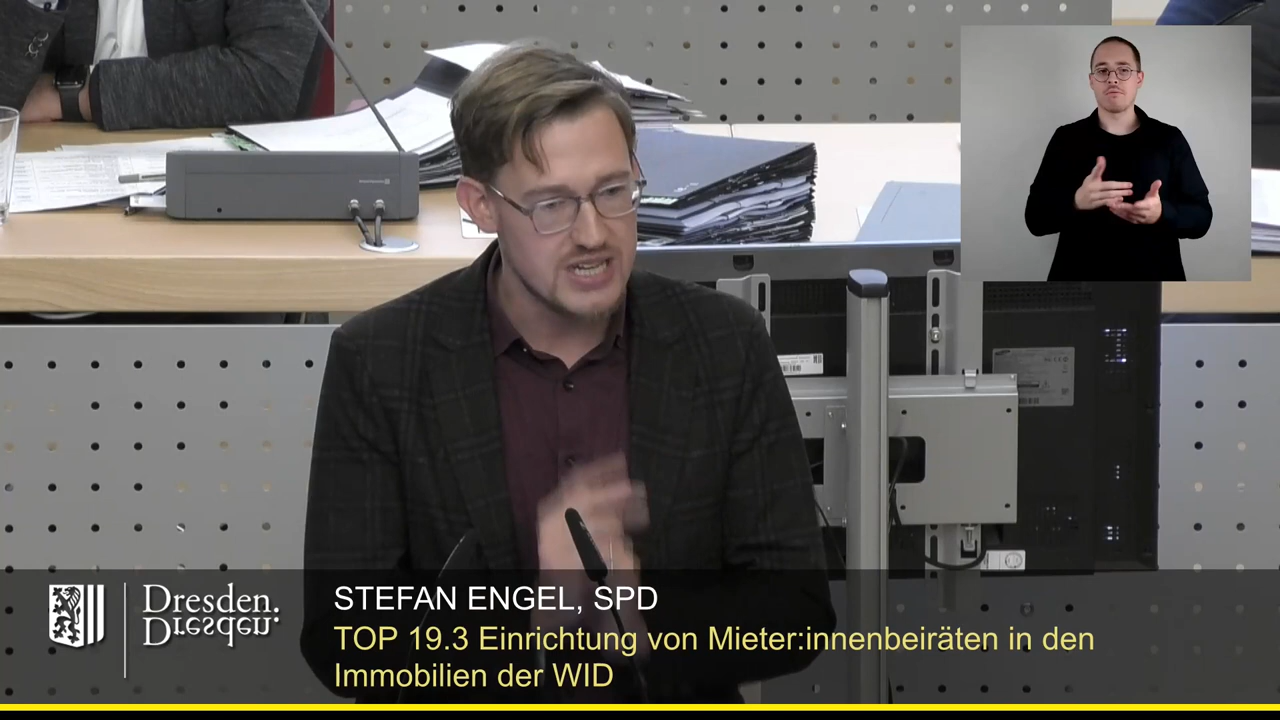 Dresden.
Dresden.
STEFAN ENGEL, SPD
TOP 19.3 Einrichtung von Mieter:innenbeiräten in den
Immobilien der WID